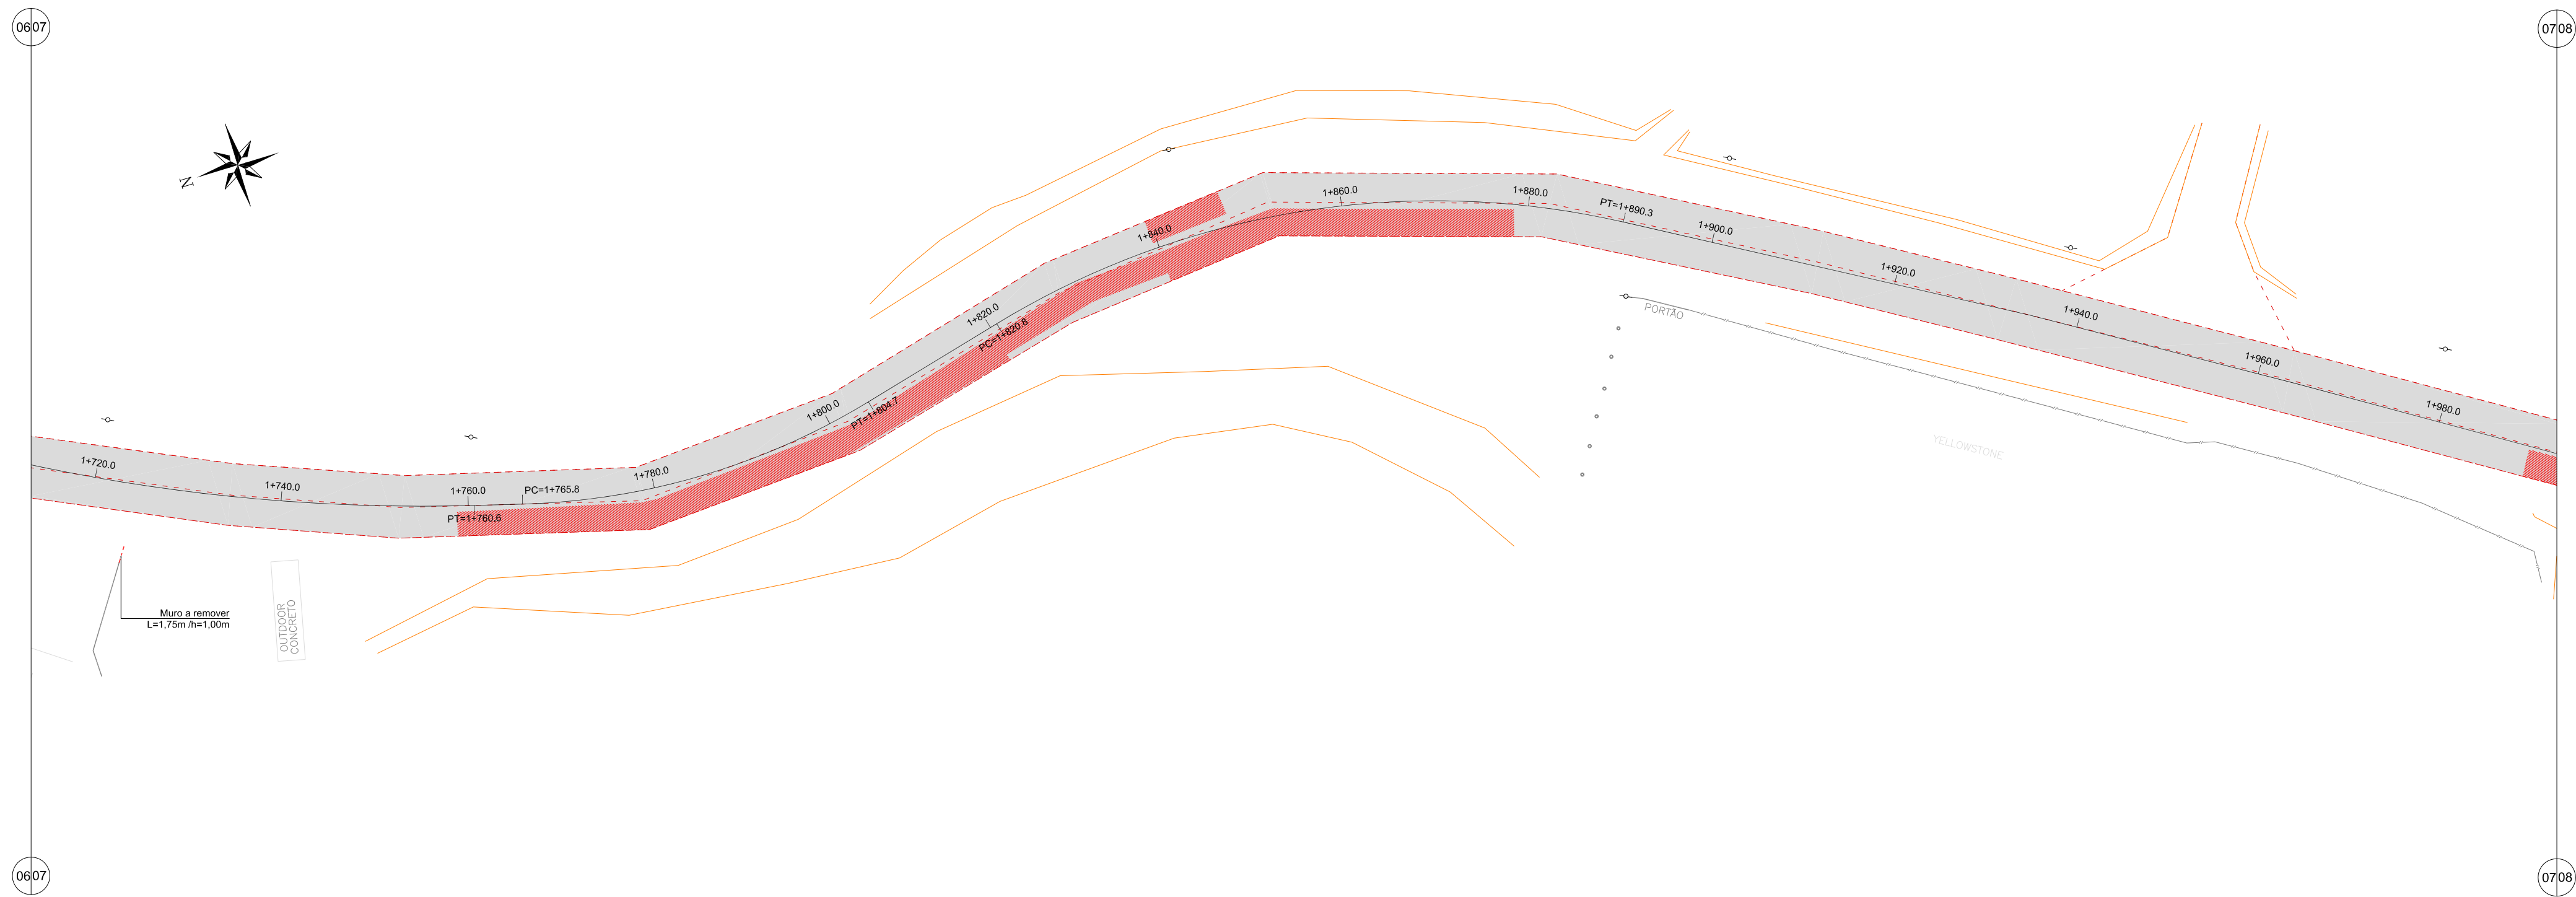 06 07
07 08
N
1+720.0
1+740.0
1+760.0
PT=1+760.6
PC=1+765.8
1+780.0
1+800.0
PT=1+804.7
1+820.0
PC=1+820.8
1+840.0
1+860.0
1+880.0
PT=1+890.3
1+900.0
1+920.0
1+940.0
1+960.0
1+980.0
PORTÃO
YELLOWSTONE
Muro a remover
L=1,75m /h=1,00m
OUTDOOR
CONCRETO
06 07
07 08